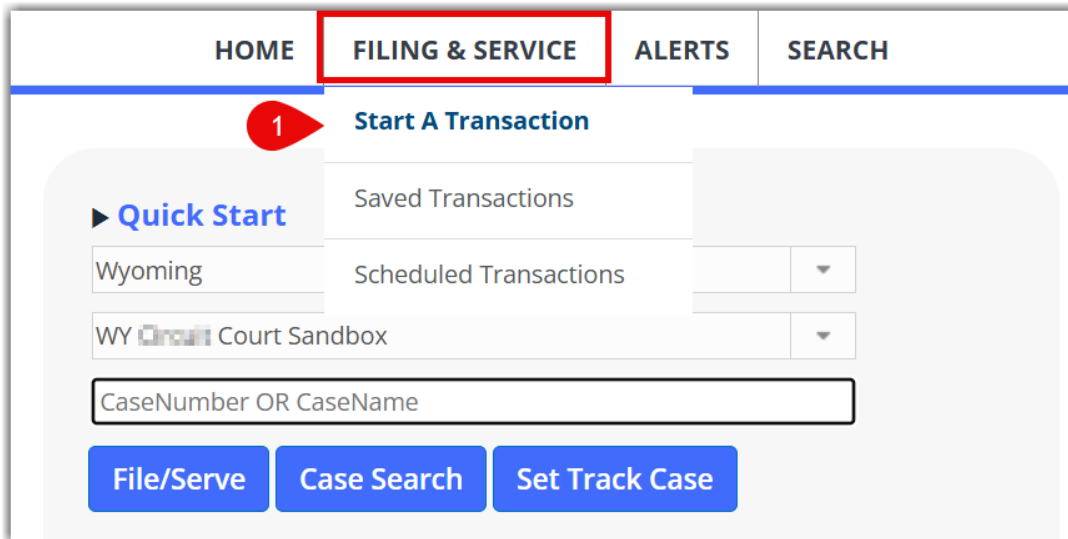 HOME FILING & SERVICE ALERTS SEARCH
1 Start A Transaction
Saved Transactions
Scheduled Transactions
Quick Start
Wyoming
WY Court Sandbox
CaseNumber OR CaseName
File/Serve Case Search Set Track Case